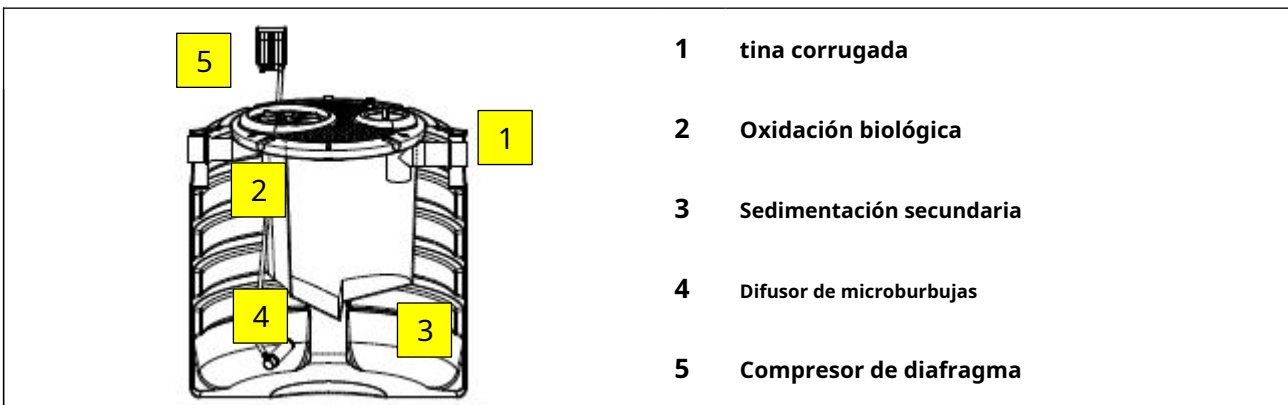 5
1
2
4
3
1 tina corrugada
2 Oxidación biológica
3 Sedimentación secundaria
4 Difusor de microburbujas
5 Compresor de diafragma